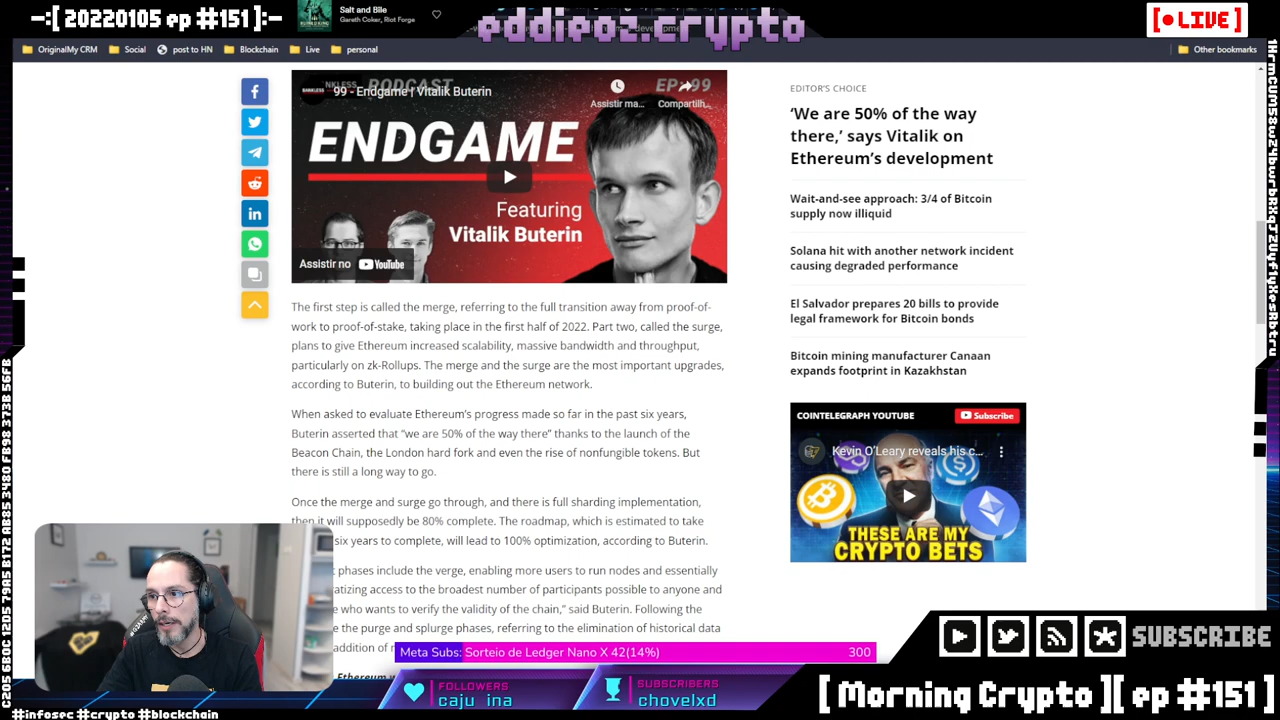 -:[ 20220105 ep #151]:-
Salt and Bile
Gareth Coker, Riot Forge
eddieoz.crypto
[ LIVE ]
OriginalMy CRM
Social
post to HN
Blockchain
Live
personal
Other bookmarks
99 - Endgame | Vitalik Buterin
PODCAST
BANKLESS
Assistir ma...
Compartilh...
ENDGAME
Featuring
Vitalik Buterin
Assistir no YouTube
The first step is called the merge, referring to the full transition away from proof-of-
work to proof-of-stake, taking place in the first half of 2022. Part two, called the surge,
plans to give Ethereum increased scalability, massive bandwidth and throughput,
particularly on zk-Rollups. The merge and the surge are the most important upgrades,
according to Buterin, to building out the Ethereum network.
When asked to evaluate Ethereum's progress made so far in the past six years,
Buterin asserted that “we are 50% of the way there” thanks to the launch of the
Beacon Chain, the London hard fork and even the rise of nonfungible tokens. But
there is still a long way to go.
Once the merge and surge go through, and there is full sharding implementation,
then it will supposedly be 80% complete. The roadmap, which is estimated to take
six years to complete, will lead to 100% optimization, according to Buterin.
phases include the verge, enabling more users to run nodes and essentially
atizing access to the broadest number of participants possible to anyone and
who wants to verify the validity of the chain,” said Buterin. Following the
the purge and splurge phases, referring to the elimination of historical data
addition of
Ethereum
EDITOR'S CHOICE
‘We are 50% of the way
there,’ says Vitalik on
Ethereum’s development
Wait-and-see approach: 3/4 of Bitcoin
supply now illiquid
Solana hit with another network incident
causing degraded performance
El Salvador prepares 20 bills to provide
legal framework for Bitcoin bonds
Bitcoin mining manufacturer Canaan
expands footprint in Kazakhstan
COINTELEGRAPH YOUTUBE
Subscribe
Kevin O'Leary reveals his c...
THESE ARE MY
CRYPTO BETS
Meta Subs: Sorteio de Ledger Nano X 42(14%)
300
FOLLOWERS
caju_ina
SUBSCRIBERS
chovelxd
SUBSCRIBE
[ Morning Crypto ][ ep #151 ]
#infosec #crypto #blockchain